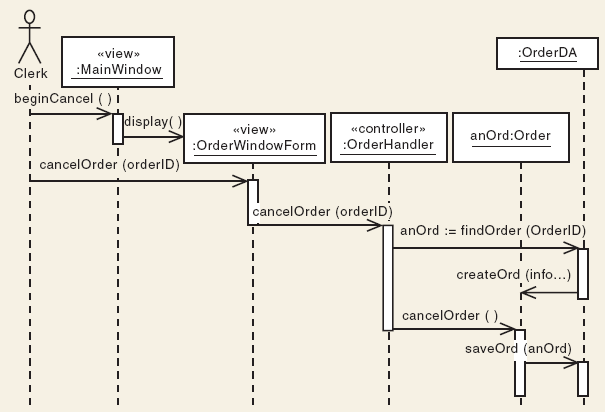 «view»
:MainWindow
:OrderDA
Clerk
beginCancel ( )
display( )
«view»
:OrderWindowForm
«controller»
:OrderHandler
anOrd:Order
cancelOrder (orderID)
cancelOrder (orderID)
anOrd := findOrder (OrderID)
createOrd (info...)
cancelOrder ( )
saveOrd (anOrd)